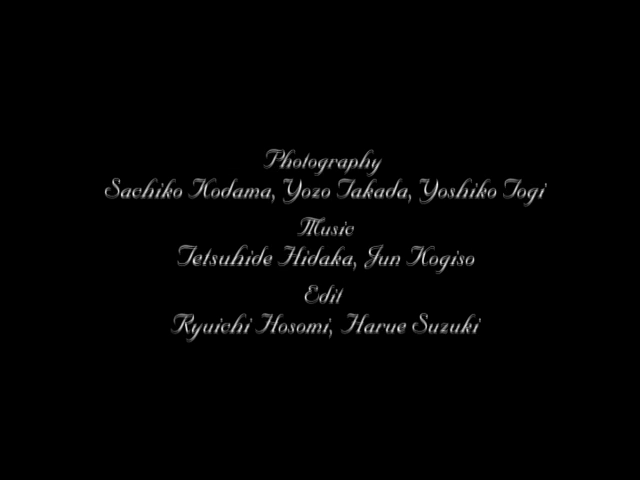 Photography
Sachiko Kodama, Yozo Takada, Yoshiko Togi
Music
Tetsuhide Hidaka, Jun Kogiso
Edit
Ryuichi Hosomi, Harue Suzuki